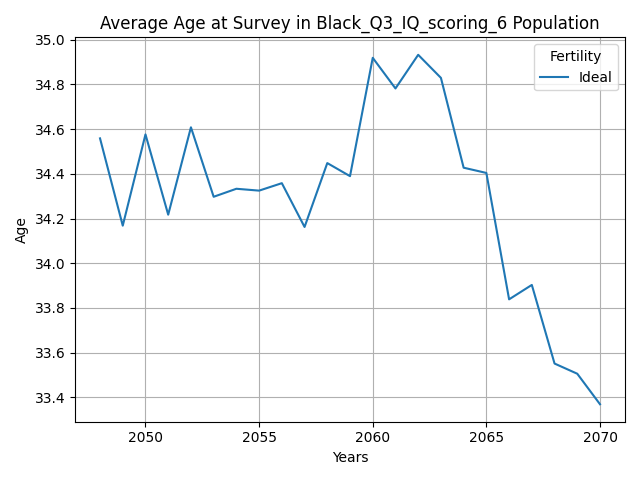 Average Age at Survey in Black_Q3_IQ_scoring_6 Population
35.0
34.8
34.6
34.4
34.2
34.0
33.8
33.6
33.4
Age
Fertility
Ideal
2050 2055 2060 2065 2070
Years